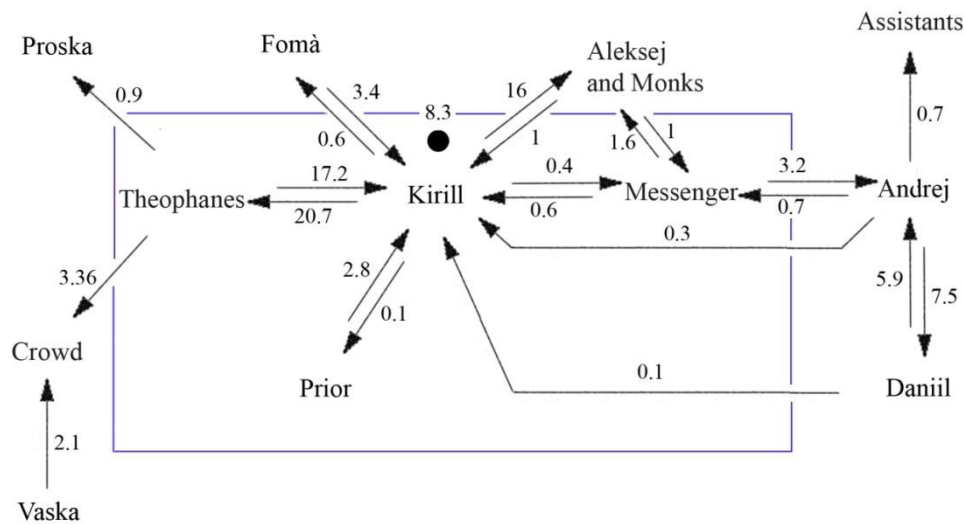 Assistants
Proska
Fomà
Aleksej
and Monks
0.9
3.4
8.3
16
0.7
0.6
1
1.6
1
Theophanes
17.2
20.7
Kirill
0.4
0.6
Messenger
3.2
0.7
Andrej
0.3
3.36
2.8
0.1
5.9
7.5
Crowd
Prior
0.1
Daniil
2.1
Vaska